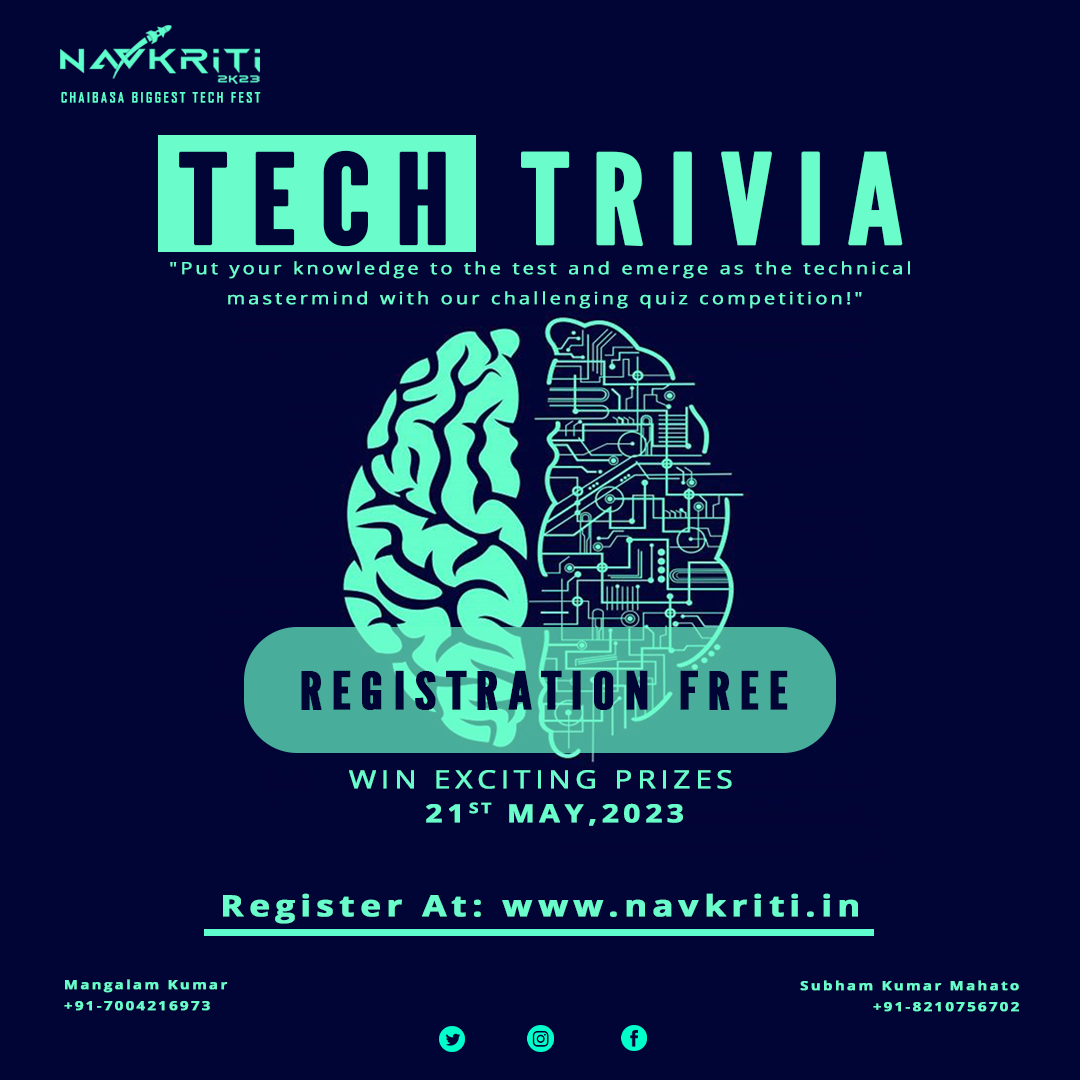 NAVKRITI
2K23
CHAIBASA BIGGEST TECH FEST
TECH TRIVIA
"Put your knowledge to the test and emerge as the technical
mastermind with our challenging quiz competition!"
REGISTRATION FREE
WIN EXCITING PRIZES
21ST MAY,2023
Register At: www.navkriti.in
Mangalam Kumar
+91-7004216973
Subham Kumar Mahato
+91-8210756702